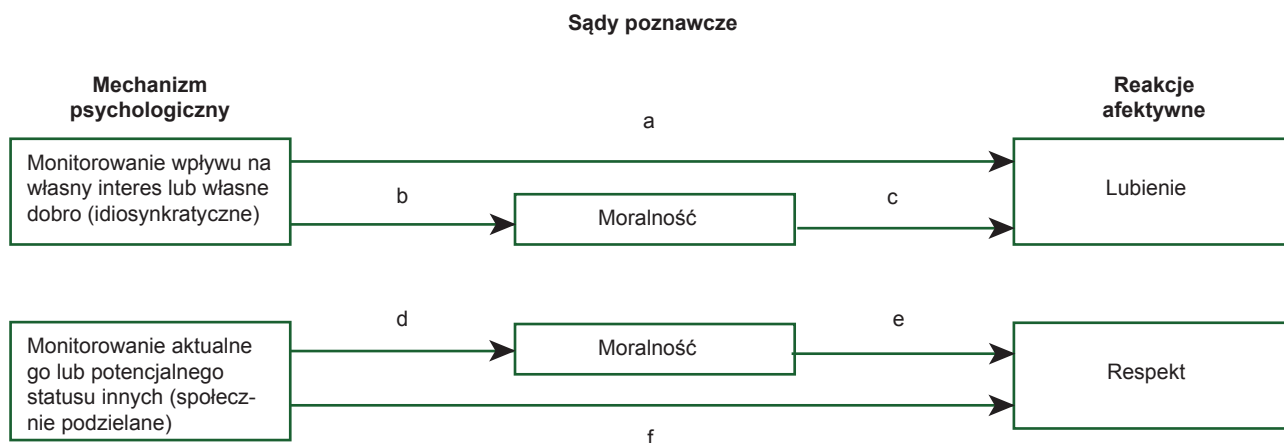 Sądy poznawcze
Mechanizm
psychologiczny
Reakcje
afektywne
a
Monitorowanie wpływu na
własny interes lub własne
dobro (idiosynkratyczne)
b
Moralność
c
Lubienie
d
Moralność
e
Monitorowanie aktualne
go lub potencjalnego
statusu innych (społecz-
nie podzielane)
Respekt
f